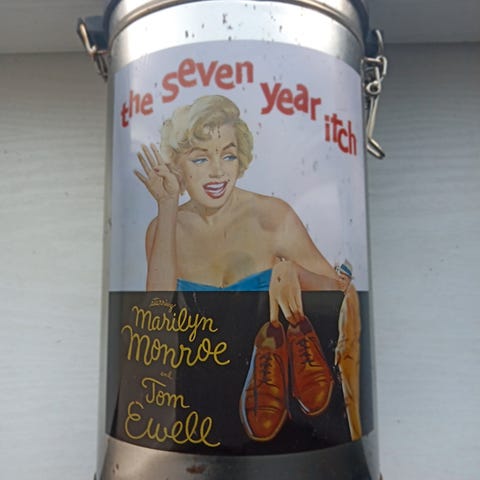 the seven year itch
starring
Marilyn
Monroe
and
Tom
Ewell